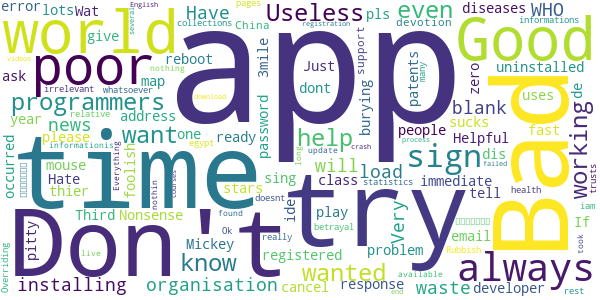 error lots Wat Have Useless even diseases WHO
world app Good
English several collections China devotion pls
give reboot 3mile Just support patents zero uninstalled
poor ask map dont burying many
irrelevant Bad
programmers address password help sign blank uses de
year news want one ready people sucks Helpful fast working
please relative nothing whatsoever
time try
occurred mouse foolish stars will load dis immediate
Hate Everything sing class ider statistics tell health trusts
thier courses update crash process failed iam
Third Nonsense egypt play Very email If
Don't Mickey problem doesnt Rubbish took
pitty know found Ok registered always
Overriding live really betrayal available
installing organisation wanted cancel response waste developer rest
videos pages registration informations download long end